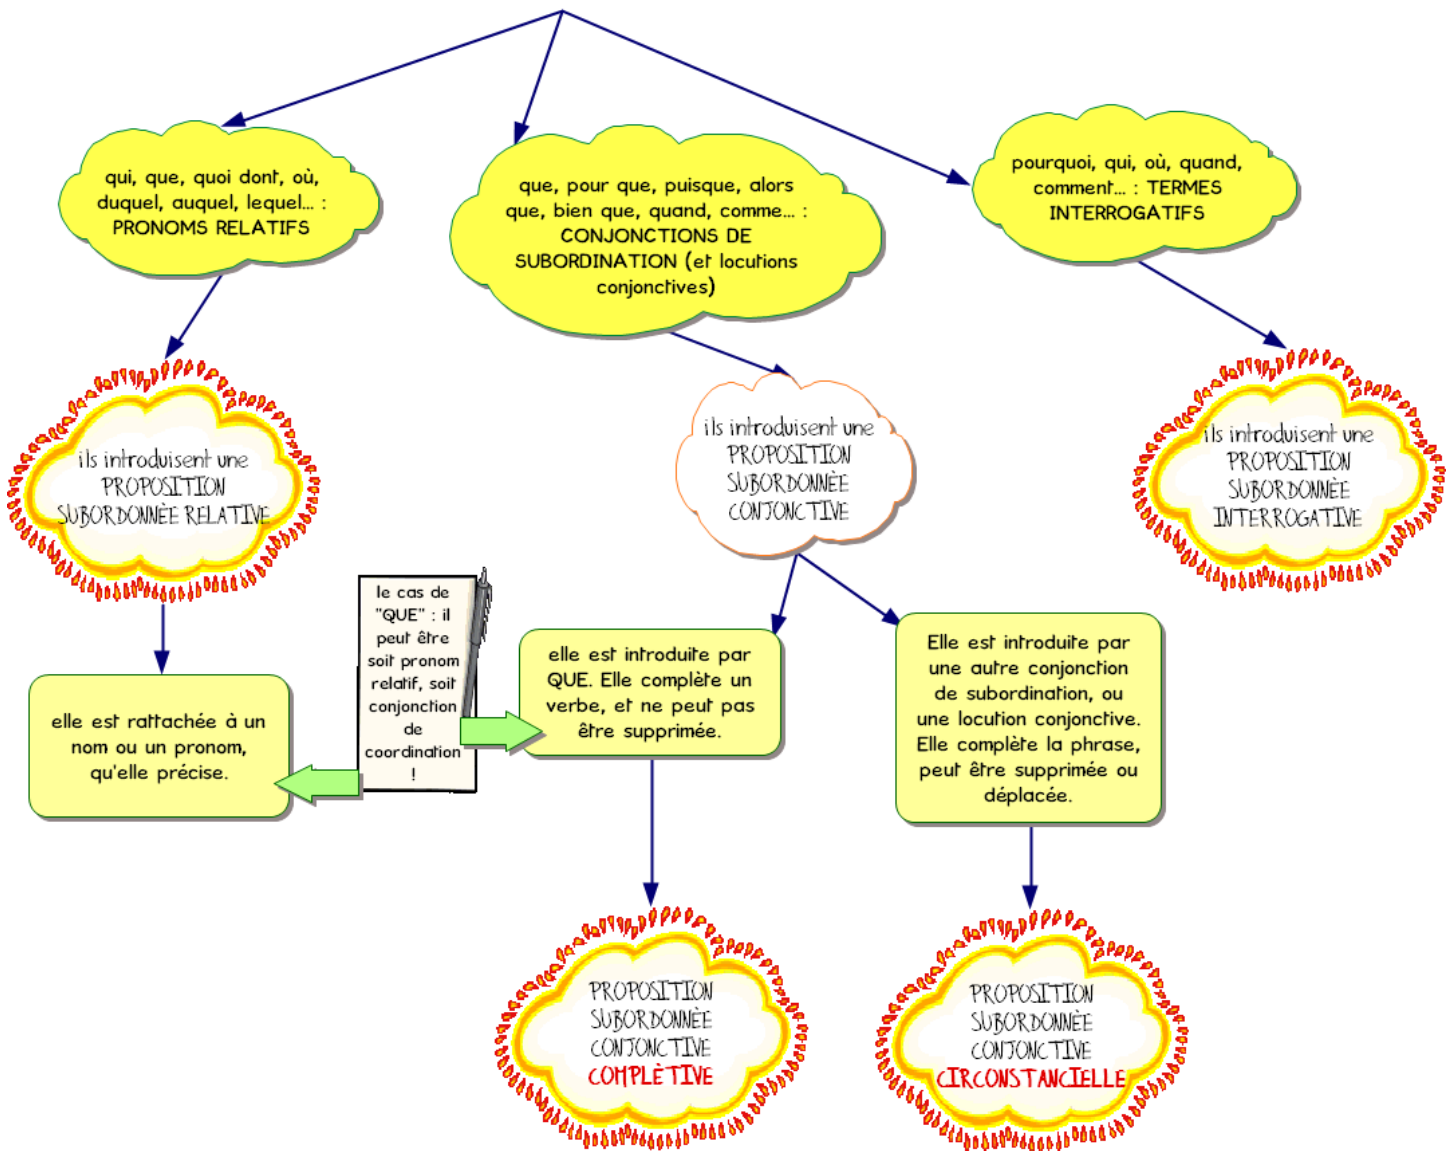 qui, que, quoi dont, où,
duquel, auquel, lequel... :
PRONOMS RELATIFS
que, pour que, puisque, alors
que, bien que, quand, comme... :
CONJONCTIONS DE
SUBORDINATION (et locutions
conjonctives)
pourquoi, qui, où, quand,
comment... : TERMES
INTERROGATIFS
ils introduisent une
PROPOSITION
SUBORDONNÈE RELATIVE
ils introduisent une
PROPOSITION
SUBORDONNÈE
CONJONCTIVE
ils introduisent une
PROPOSITION
SUBORDONNÈE
INTERROGATIVE
elle est rattachée à un
nom ou un pronom,
qu'elle précise.
le cas de
"QUE" : il
peut être
soit pronom
relatif, soit
conjonction
de
coordination
!
elle est introduite par
QUE. Elle complète un
verbe, et ne peut pas
être supprimée.
Elle est introduite par
une autre conjonction
de subordination, ou
une locution conjonctive.
Elle complète la phrase,
peut être supprimée ou
déplacée.
PROPOSITION
SUBORDONNÈE
CONJONCTIVE
COMPLÈTIVE
PROPOSITION
SUBORDONNÈE
CONJONCTIVE
CIRCONSTANCIELLE